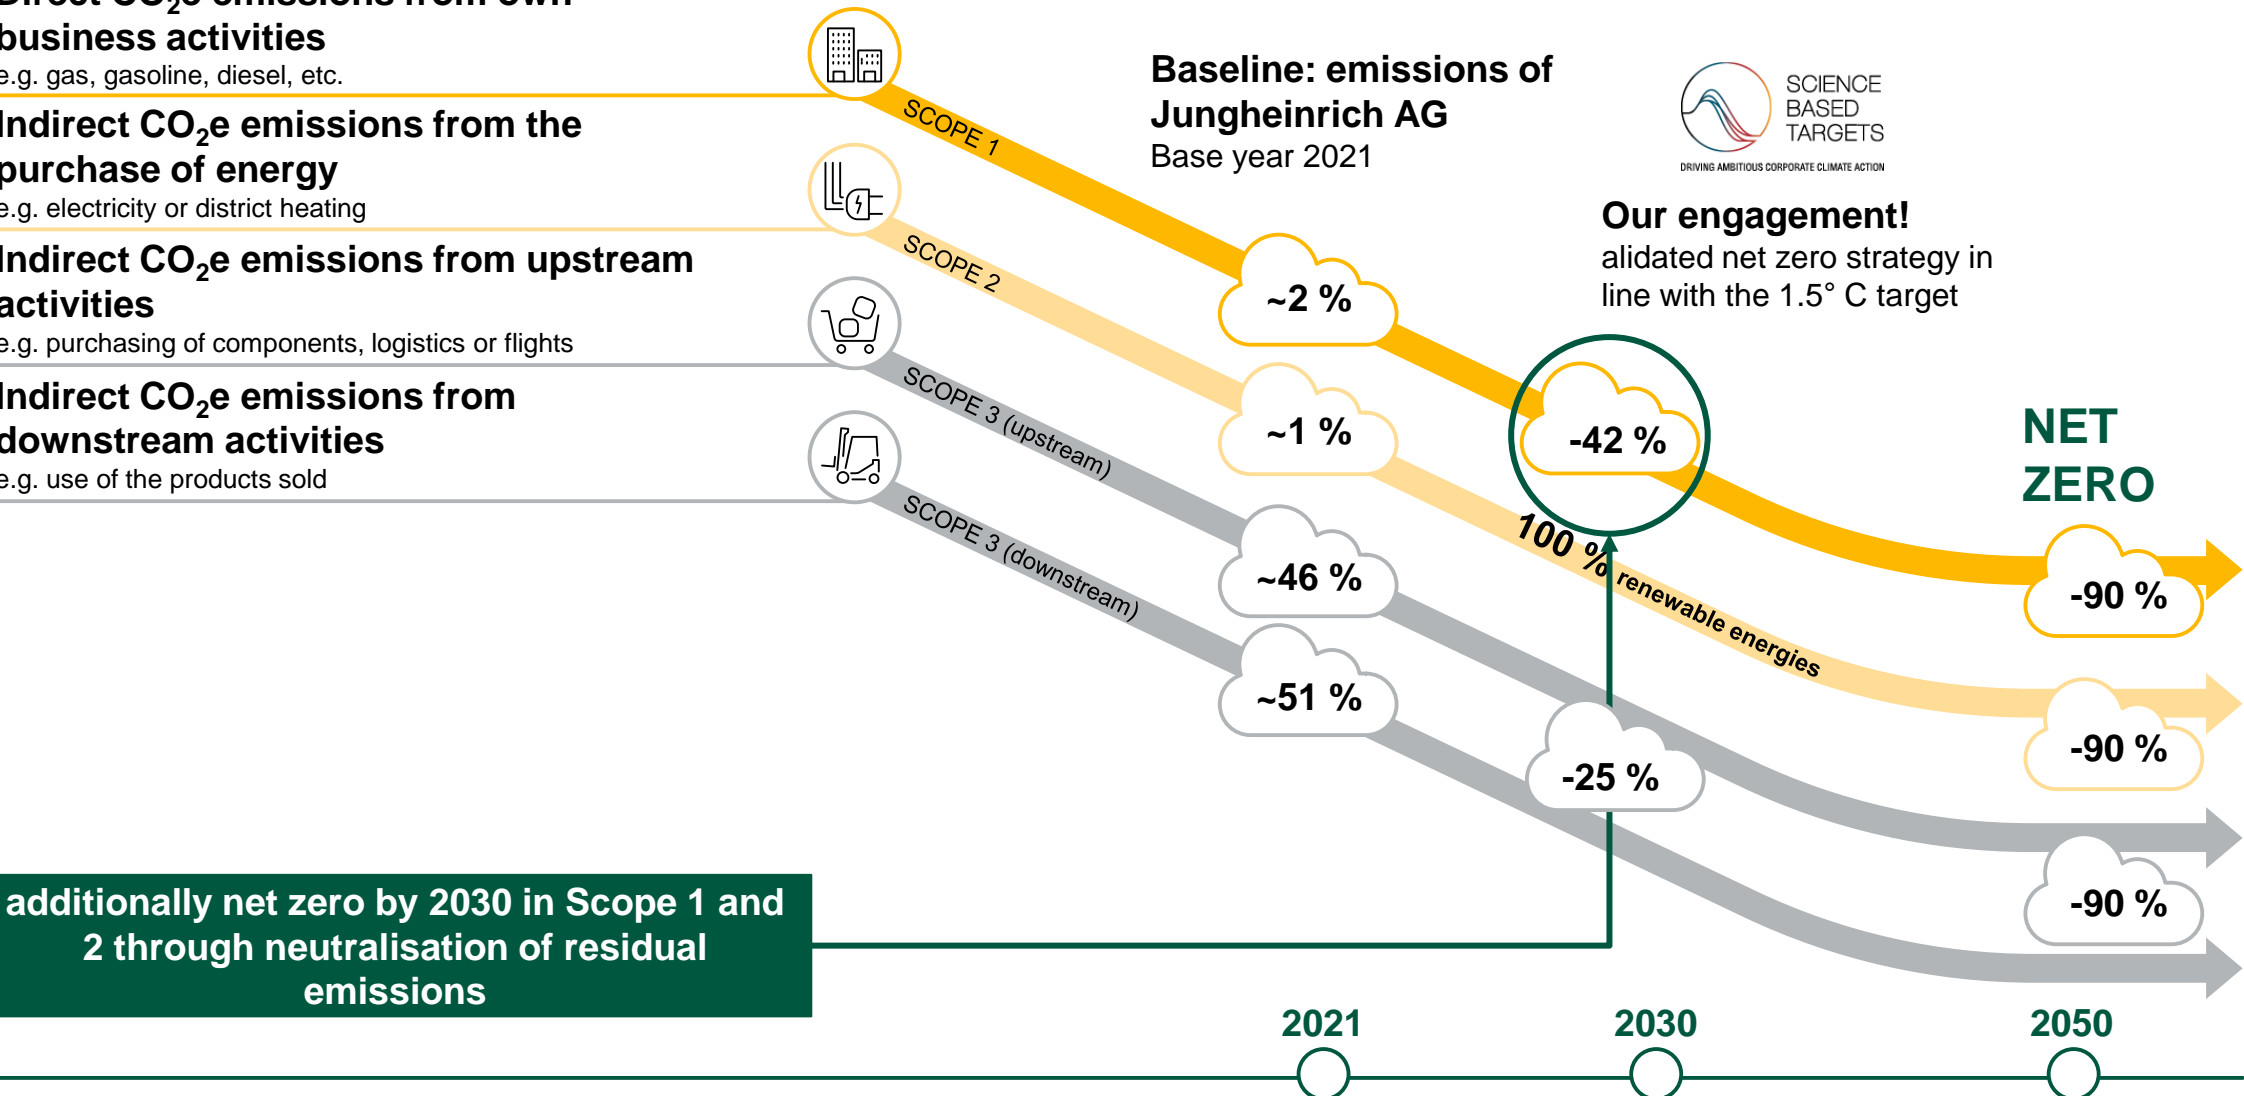 Direct CO₂e emissions from own
business activities
e.g. gas, gasoline, diesel, etc.
Indirect CO₂e emissions from the
purchase of energy
e.g. electricity or district heating
Indirect CO₂e emissions from upstream
activities
e.g. purchasing of components, logistics or flights
Indirect CO₂e emissions from
downstream activities
e.g. use of the products sold
SCOPE 1
SCOPE 2
SCOPE 3 (upstream)
SCOPE 3 (downstream)
Baseline: emissions of
Jungheinrich AG
Base year 2021
SCIENCE
BASED
TARGETS
DRIVING AMBITIOUS CORPORATE CLIMATE ACTION
Our engagement!
alidated net zero strategy in
line with the 1.5° C target
~2 %
~1 %
~46 %
~51 %
-42 %
100 % renewable energies
-25 %
NET
ZERO
-90 %
-90 %
-90 %
additionally net zero by 2030 in Scope 1 and
2 through neutralisation of residual
emissions
2021
2030
2050